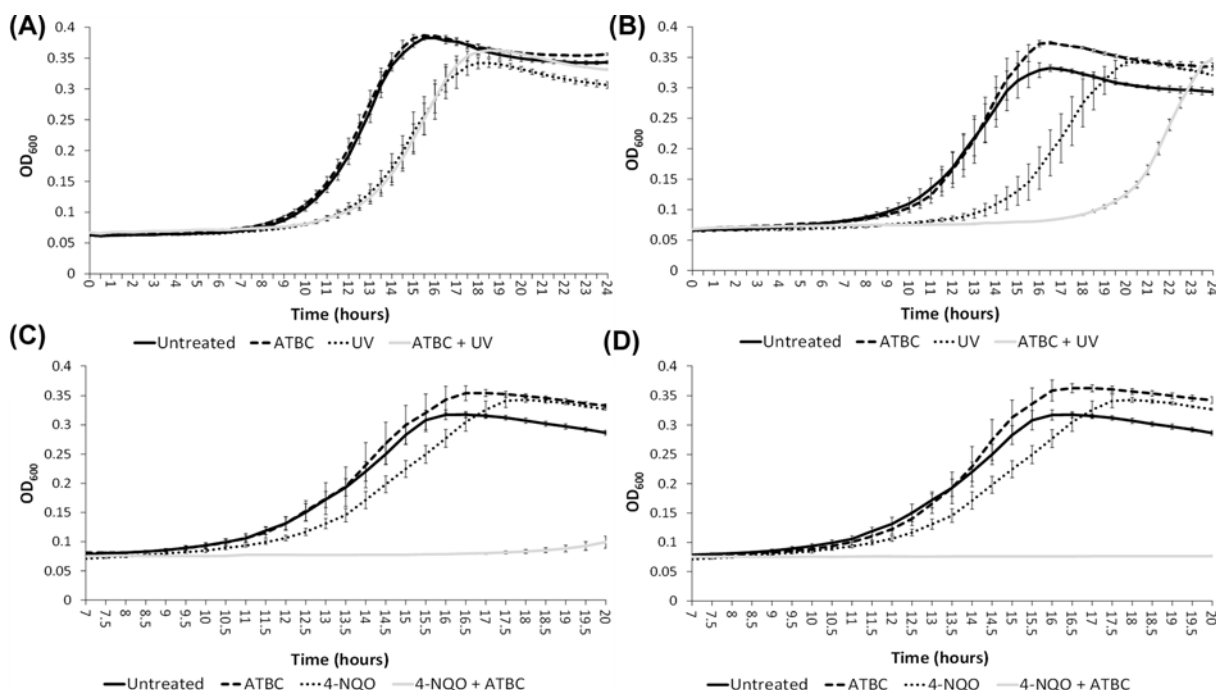 (A)
OD600
0.4
0.35
0.3
0.25
0.2
0.15
0.1
0.05
0
0 1 2 3 4 5 6 7 8 9 10 11 12 13 14 15 16 17 18 19 20 21 22 23 24
Time (hours)
Untreated ATBC UV ATBC + UV
(B)
OD600
0.4
0.35
0.3
0.25
0.2
0.15
0.1
0.05
0
0 1 2 3 4 5 6 7 8 9 10 11 12 13 14 15 16 17 18 19 20 21 22 23 24
Time (hours)
Untreated ATBC UV ATBC + UV
(C)
OD600
0.4
0.35
0.3
0.25
0.2
0.15
0.1
0.05
0
7 7.5 8 8.5 9 9.5 10 10.5 11 11.5 12 12.5 13 13.5 14 14.5 15 15.5 16 16.5 17 17.5 18 18.5 19 19.5 20
Time (hours)
Untreated ATBC 4-NQO 4-NQO + ATBC
(D)
OD600
0.4
0.35
0.3
0.25
0.2
0.15
0.1
0.05
0
7 7.5 8 8.5 9 9.5 10 10.5 11 11.5 12 12.5 13 13.5 14 14.5 15 15.5 16 16.5 17 17.5 18 18.5 19 19.5 20
Time (hours)
Untreated ATBC 4-NQO 4-NQO + ATBC